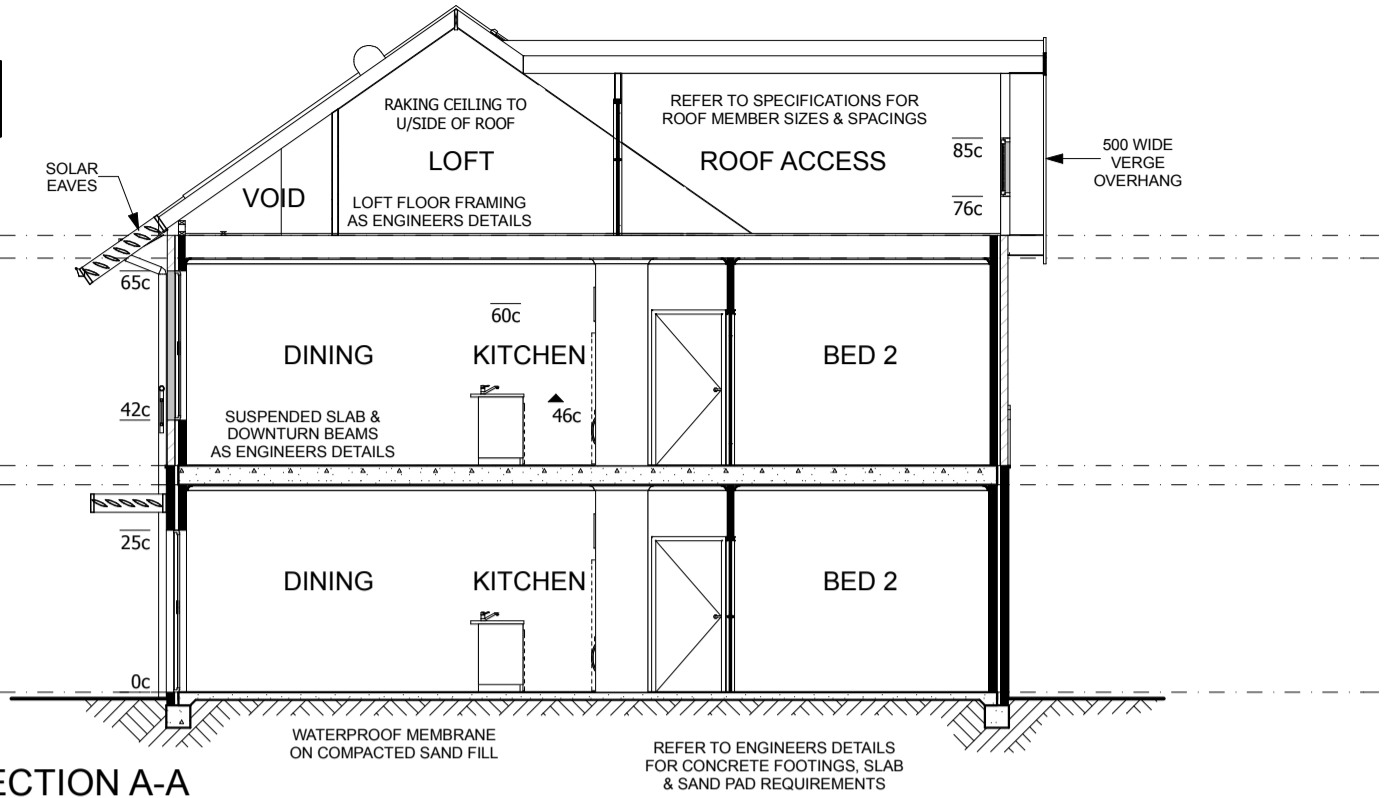 RAKING CEILING TO
U/SIDE OF ROOF
REFER TO SPECIFICATIONS FOR
ROOF MEMBER SIZES & SPACINGS
SOLAR
EAVES
LOFT
ROOF ACCESS
85c
500 WIDE
VERGE
OVERHANG
VOID
LOFT FLOOR FRAMING
AS ENGINEERS DETAILS
76c
65c
60c
DINING
KITCHEN
BED 2
42c
46c
SUSPENDED SLAB &
DOWNTURN BEAMS
AS ENGINEERS DETAILS
25c
DINING
KITCHEN
BED 2
0c
WATERPROOF MEMBRANE
ON COMPACTED SAND FILL
REFER TO ENGINEERS DETAILS
FOR CONCRETE FOOTINGS, SLAB
& SAND PAD REQUIREMENTS
ECTION A-A